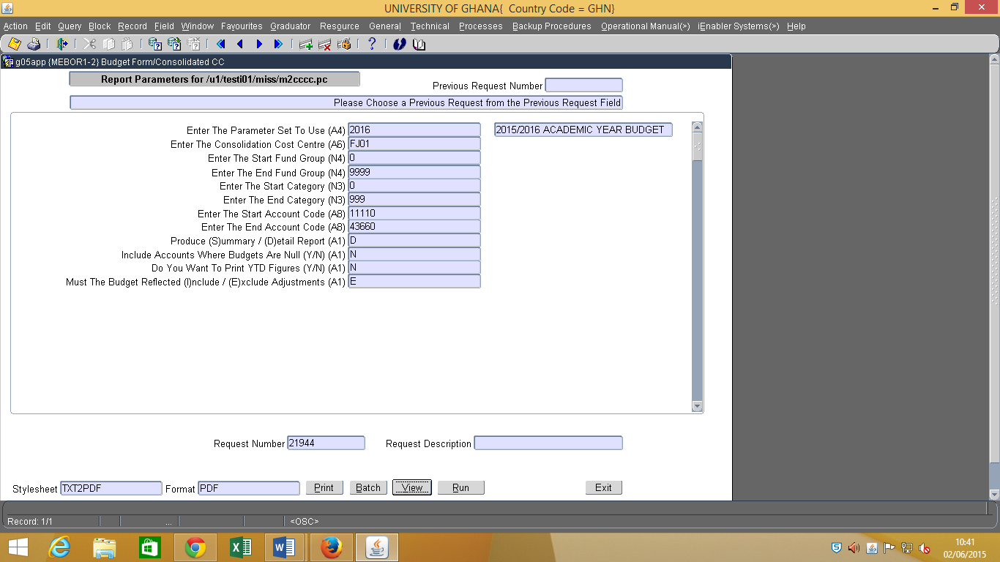 UNIVERSITY OF GHANA{ Country Code = GHN}
Action Edit Query Block Record Field Window Favourites Graduator Resource General Technical Processes Backup Procedures Operational Manual(>) iEnabler Systems(>) Help
g05app {MEBOR1-2} Budget Form/Consolidated CC
Report Parameters for /u1/testi01/miss/m2cccc.pc
Previous Request Number
Please Choose a Previous Request from the Previous Request Field
Enter The Parameter Set To Use (A4) 2016 2015/2016 ACADEMIC YEAR BUDGET
Enter The Consolidation Cost Centre (A6) FJ01
Enter The Start Fund Group (N4) 0
Enter The End Fund Group (N4) 9999
Enter The Start Category (N3) 0
Enter The End Category (N3) 999
Enter The Start Account Code (A8) 11110
Enter The End Account Code (A8) 43660
Produce (S)ummary / (D)etail Report (A1) D
Include Accounts Where Budgets Are Null (Y/N) (A1) N
Do You Want To Print YTD Figures (Y/N) (A1) N
Must The Budget Reflected (I)nclude / (E)xclude Adjustments (A1) E
Request Number 21944 Request Description
Stylesheet TXT2PDF Format PDF Print Batch View Run Exit
Record: 1/1 ... <OSC>
10:41
02/06/2015